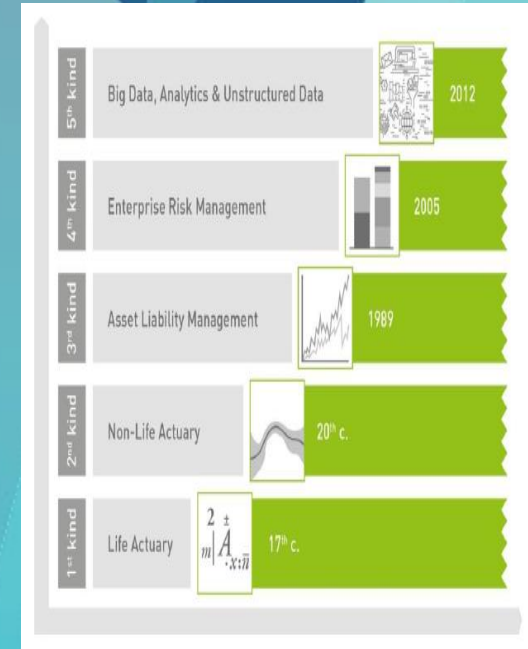 5th kind
Big Data, Analytics & Unstructured Data
2012
4th kind
Enterprise Risk Management
2005
3rd kind
Asset Liability Management
1989
2nd kind
Non-Life Actuary
20th c.
1st kind
Life Actuary
2 ±
m| A x:n̅
17th c.